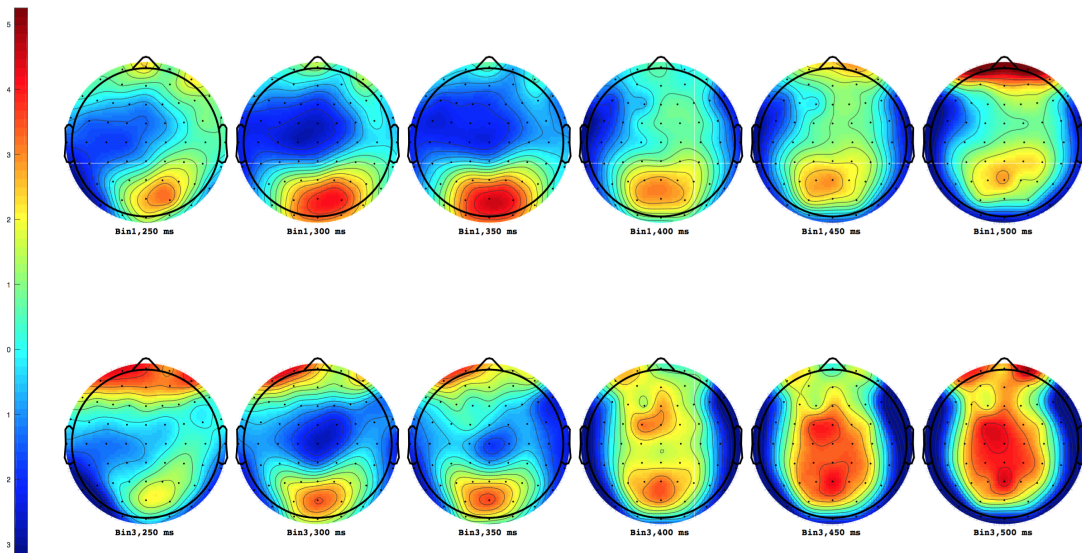 5
4
3
2
1
0
1
2
3
Bin1,250 ms
Bin1,300 ms
Bin1,350 ms
Bin1,400 ms
Bin1,450 ms
Bin1,500 ms
Bin3,250 ms
Bin3,300 ms
Bin3,350 ms
Bin3,400 ms
Bin3,450 ms
Bin3,500 ms